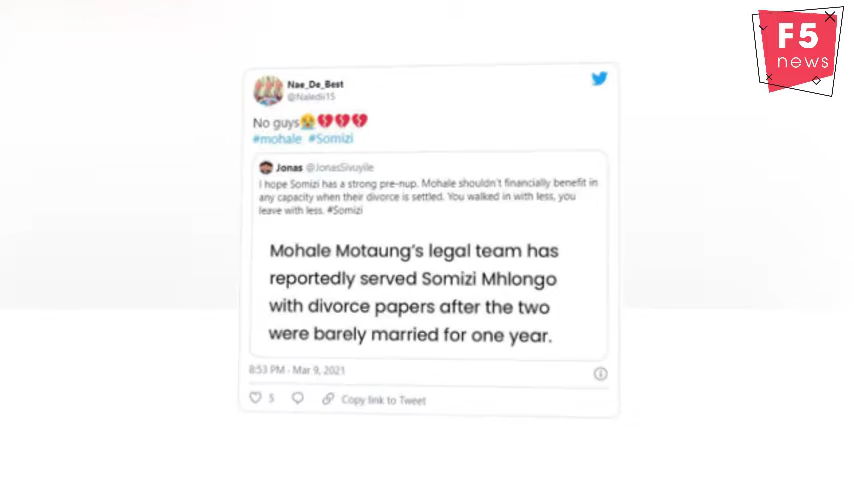 F5
news
Nae_De_Best
@Naledii15
No guys😭💔💔💔
#mohale #Somizi
Jonas @JonasSivuyile
I hope Somizi has a strong pre-nup. Mohale shouldn't financially benefit in
any capacity when their divorce is settled. You walked in with less, you
leave with less. #Somizi
Mohale Motaung's legal team has
reportedly served Somizi Mhlongo
with divorce papers after the two
were barely married for one year.
8:53 PM · Mar 9, 2021
5
Copy link to Tweet